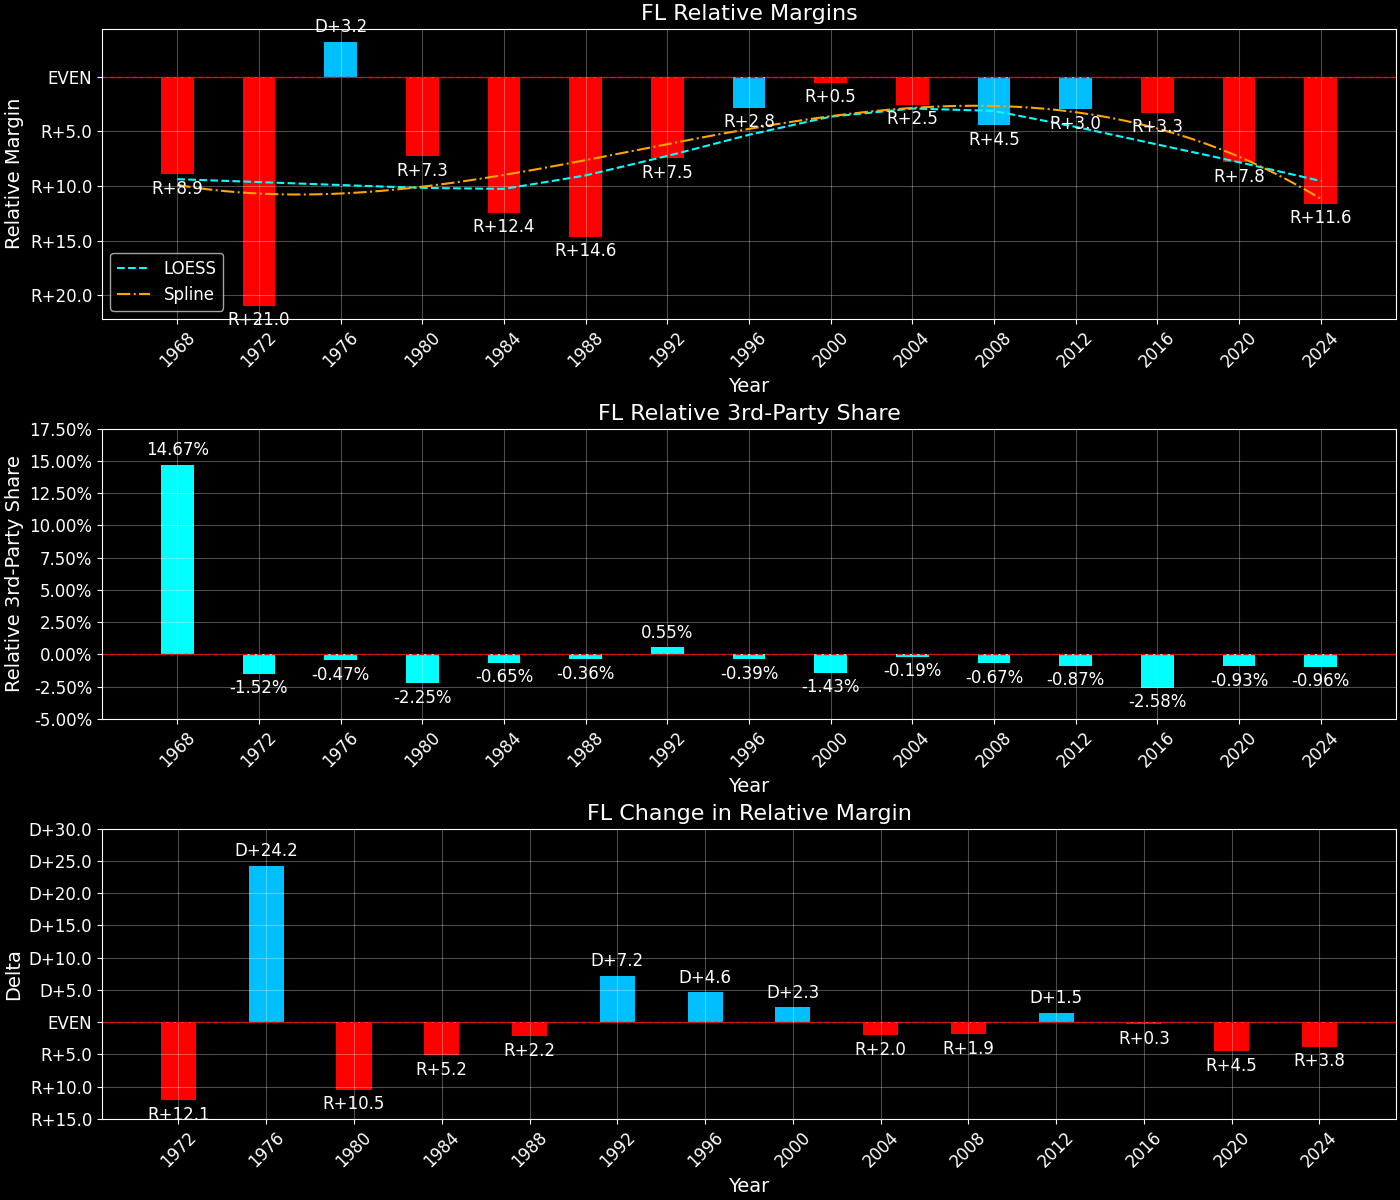 FL Relative Margins
Relative Margin
EVEN
R+5.0
R+10.0
R+15.0
R+20.0
R+8.9
R+21.0
D+3.2
R+7.3
R+12.4
R+14.6
R+7.5
R+2.8
R+0.5
R+2.5
R+4.5
R+3.0
R+3.3
R+7.8
R+11.6
LOESS
Spline
1968
1972
1976
1980
1984
1988
1992
1996
2000
2004
2008
2012
2016
2020
2024
Year
FL Relative 3rd-Party Share
Relative 3rd-Party Share
17.50%
15.00%
12.50%
10.00%
7.50%
5.00%
2.50%
0.00%
-2.50%
-5.00%
14.67%
-1.52%
-0.47%
-2.25%
-0.65%
-0.36%
0.55%
-0.39%
-1.43%
-0.19%
-0.67%
-0.87%
-2.58%
-0.93%
-0.96%
1968
1972
1976
1980
1984
1988
1992
1996
2000
2004
2008
2012
2016
2020
2024
Year
FL Change in Relative Margin
Delta
D+30.0
D+25.0
D+20.0
D+15.0
D+10.0
D+5.0
EVEN
R+5.0
R+10.0
R+15.0
R+12.1
D+24.2
R+10.5
R+5.2
R+2.2
D+7.2
D+4.6
D+2.3
R+2.0
R+1.9
D+1.5
R+0.3
R+4.5
R+3.8
1972
1976
1980
1984
1988
1992
1996
2000
2004
2008
2012
2016
2020
2024
Year